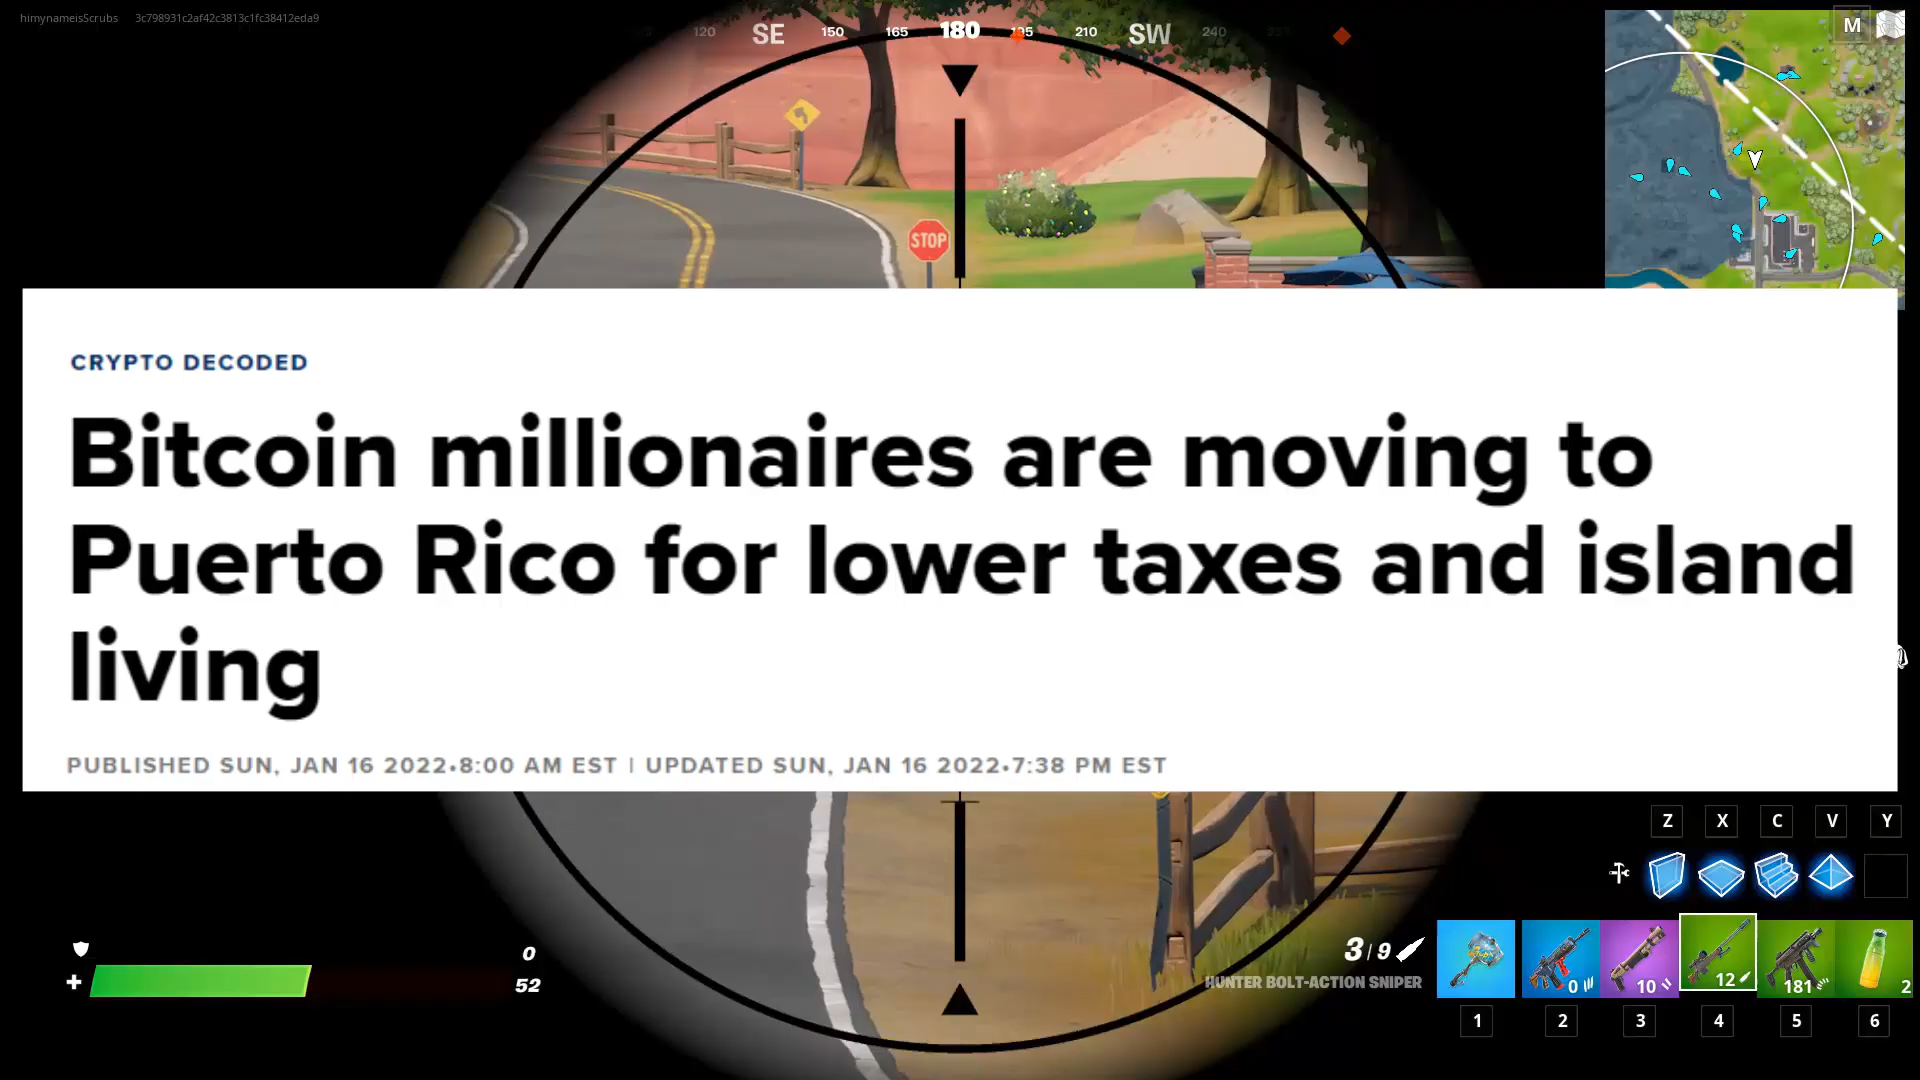 himynameisScrubs 3c798931c2af42c3813c1fc38412eda9
120 SE 150 165 180 195 210 SW 240
M
STOP
CRYPTO DECODED
Bitcoin millionaires are moving to
Puerto Rico for lower taxes and island
living
PUBLISHED SUN, JAN 16 2022•8:00 AM EST | UPDATED SUN, JAN 16 2022•7:38 PM EST
Z X C V Y
0
52
3/9
HUNTER BOLT-ACTION SNIPER
0 10 12 181 2
1 2 3 4 5 6